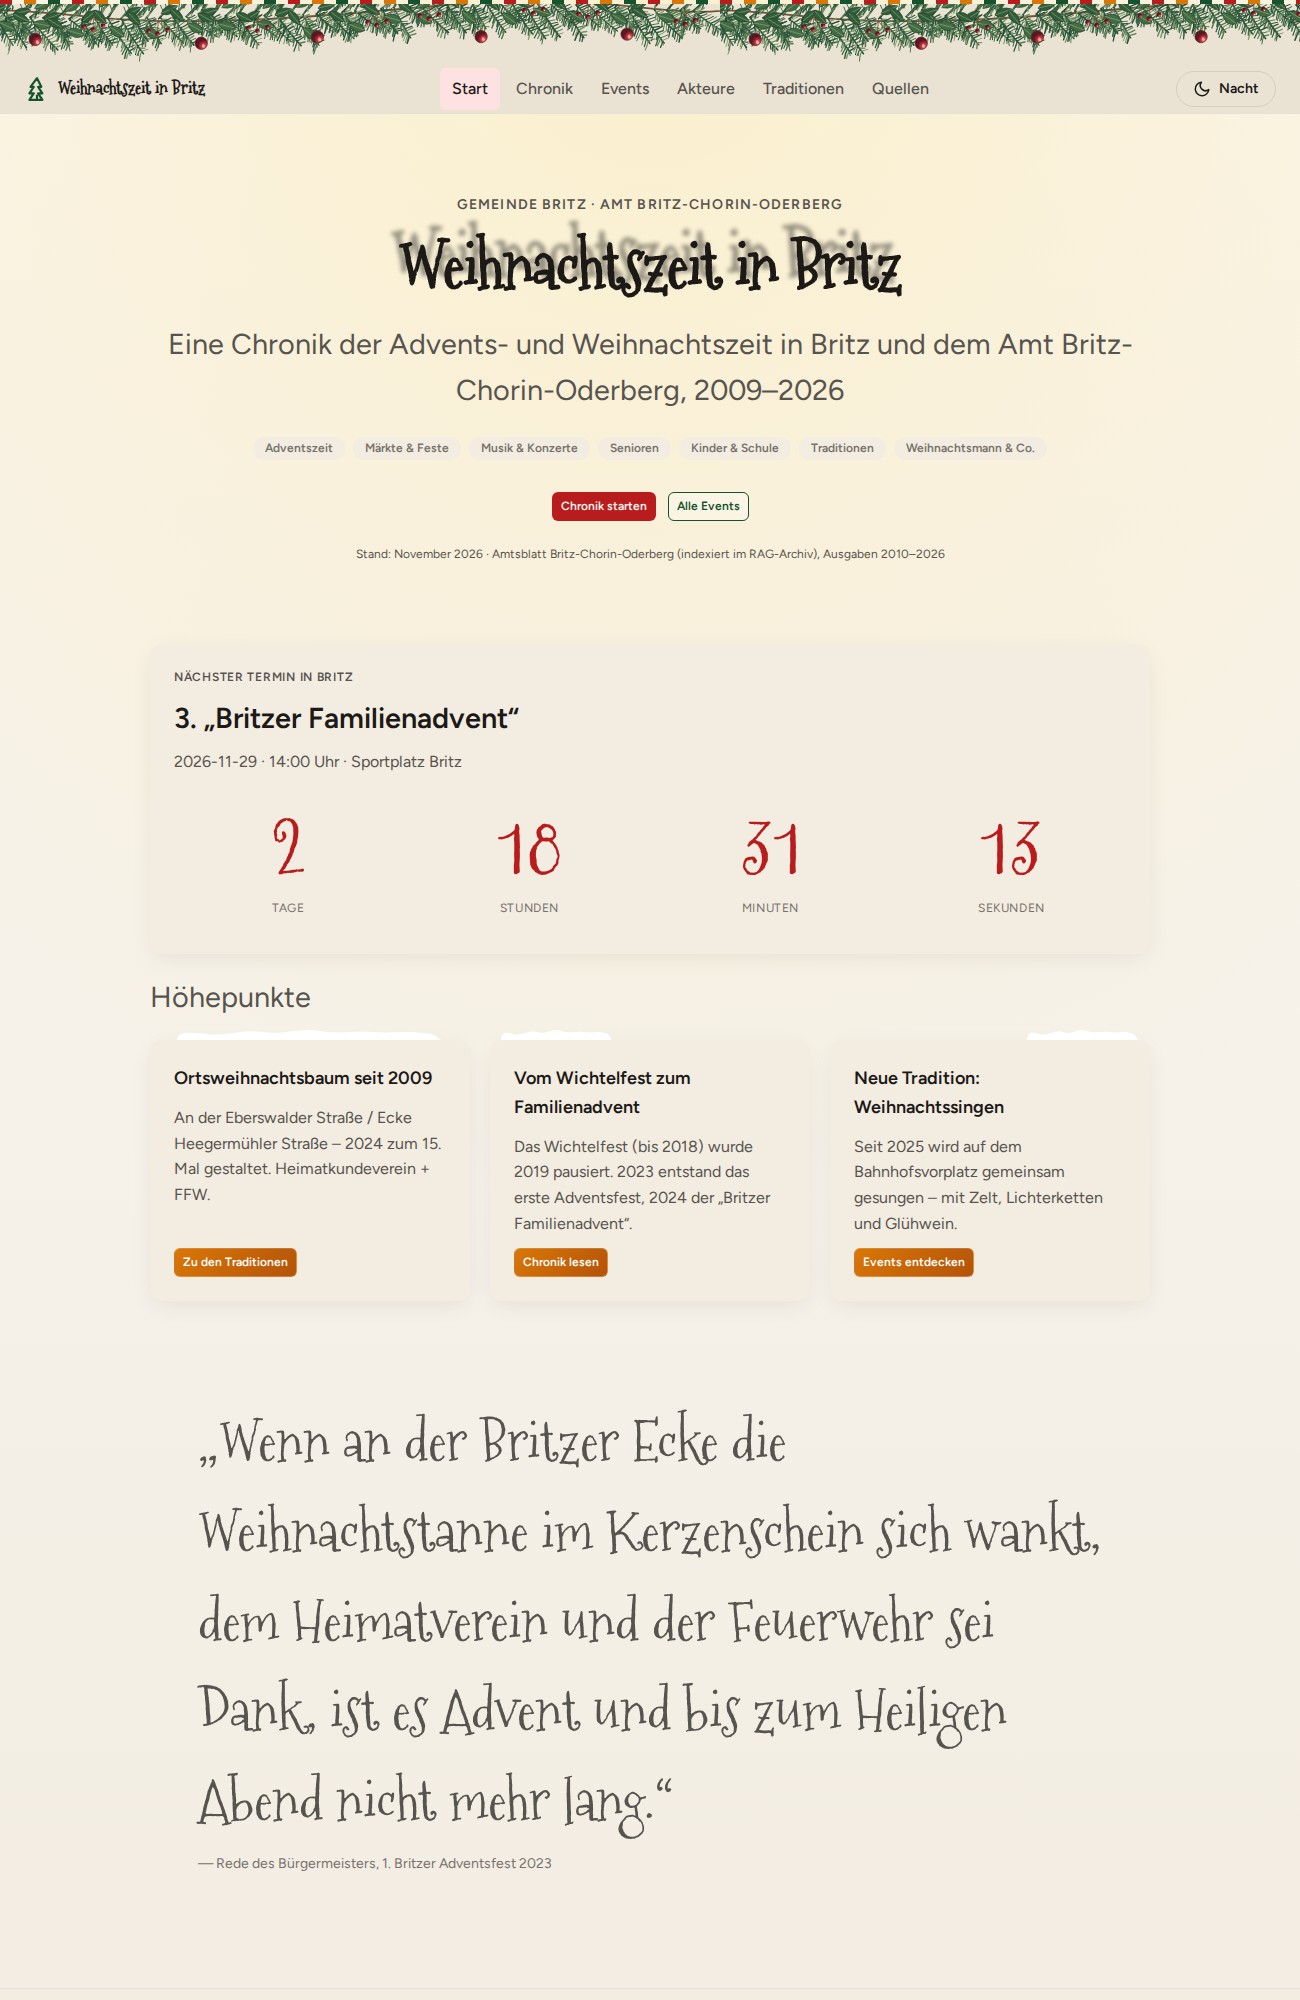 Weihnachtszeit in Britz
Start
Chronik
Events
Akteure
Traditionen
Quellen
Nacht
GEMEINDE BRITZ · AMT BRITZ-CHORIN-ODERBERG
Weihnachtszeit in Britz
Eine Chronik der Advents- und Weihnachtszeit in Britz und dem Amt Britz-
Chorin-Oderberg, 2009–2026
Adventszeit
Märkte & Feste
Musik & Konzerte
Senioren
Kinder & Schule
Traditionen
Weihnachtsmann & Co.
Chronik starten
Alle Events
Stand: November 2026 · Amtsblatt Britz-Chorin-Oderberg (indexiert im RAG-Archiv), Ausgaben 2010–2026
NÄCHSTER TERMIN IN BRITZ
3. „Britzer Familienadvent“
2026-11-29 · 14:00 Uhr · Sportplatz Britz
2
18
31
13
TAGE
STUNDEN
MINUTEN
SEKUNDEN
Höhepunkte
Ortsweihnachtsbaum seit 2009
An der Eberswalder Straße / Ecke
Heegermühler Straße – 2024 zum 15.
Mal gestaltet. Heimatkundeverein +
FFW.
Zu den Traditionen
Vom Wichtelfest zum
Familienadvent
Das Wichtelfest (bis 2018) wurde
2019 pausiert. 2023 entstand das
erste Adventsfest, 2024 der „Britzer
Familienadvent“.
Chronik lesen
Neue Tradition:
Weihnachtssingen
Seit 2025 wird auf dem
Bahnhofsvorplatz gemeinsam
gesungen – mit Zelt, Lichterketten
und Glühwein.
Events entdecken
„Wenn an der Britzer Ecke die
Weihnachtstanne im Kerzenschein sich wankt,
dem Heimatverein und der Feuerwehr sei
Dank, ist es Advent und bis zum Heiligen
Abend nicht mehr lang.“
— Rede des Bürgermeisters, 1. Britzer Adventsfest 2023